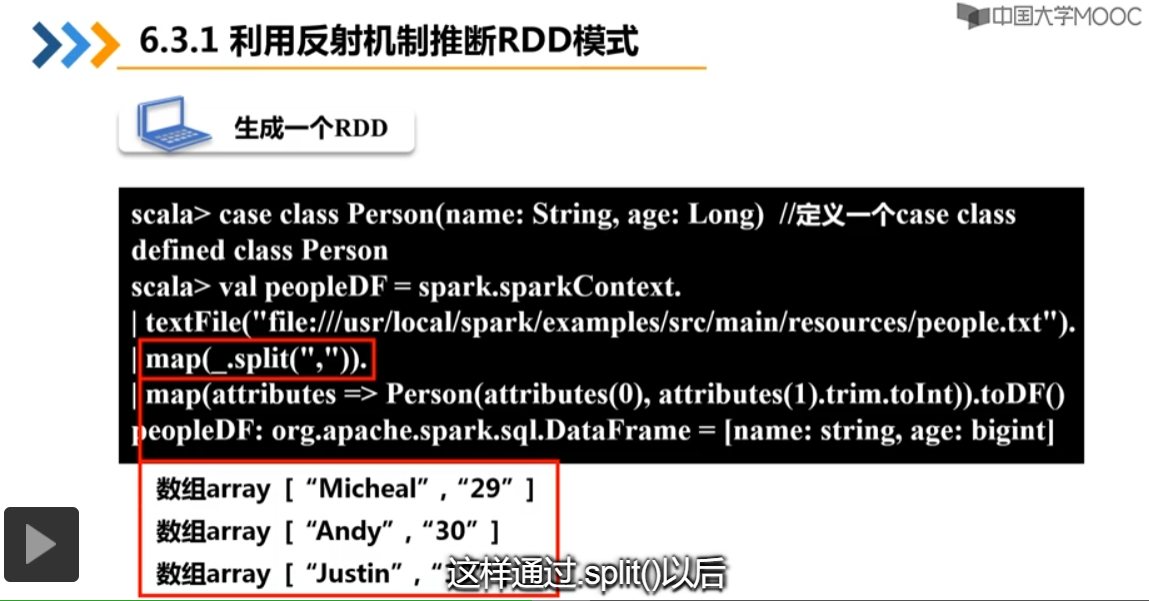 中国大学MOOC
6.3.1 利用反射机制推断RDD模式
生成一个RDD
scala> case class Person(name: String, age: Long) //定义一个case class
defined class Person
scala> val peopleDF = spark.sparkContext.
| textFile("file:///usr/local/spark/examples/src/main/resources/people.txt").
| map(_.split(",")).
| map(attributes => Person(attributes(0), attributes(1).trim.toInt)).toDF()
peopleDF: org.apache.spark.sql.DataFrame = [name: string, age: bigint]
数组array [ “Micheal” , “29” ]
数组array [ “Andy” , “30” ]
数组array [ “Justin” , “
这样通过.split()以后